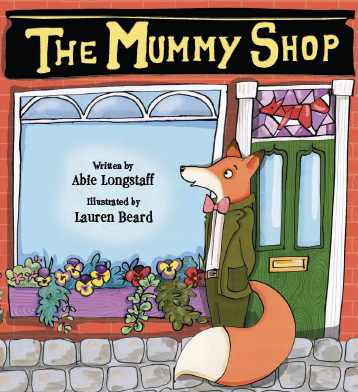 THE MUMMY SHOP
Written by
Abie Longstaff
Illustrated by
Lauren Beard